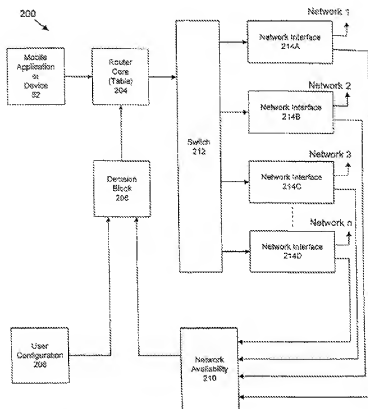 200
Mobile
Application
or
Device
52
Router
Core
(Table)
204
Decision
Block
206
User
Configuration
208
Switch
212
Network Interface
214A
Network 1
Network Interface
214B
Network 2
Network Interface
214C
Network 3
Network Interface
214D
Network n
Network
Availability
210